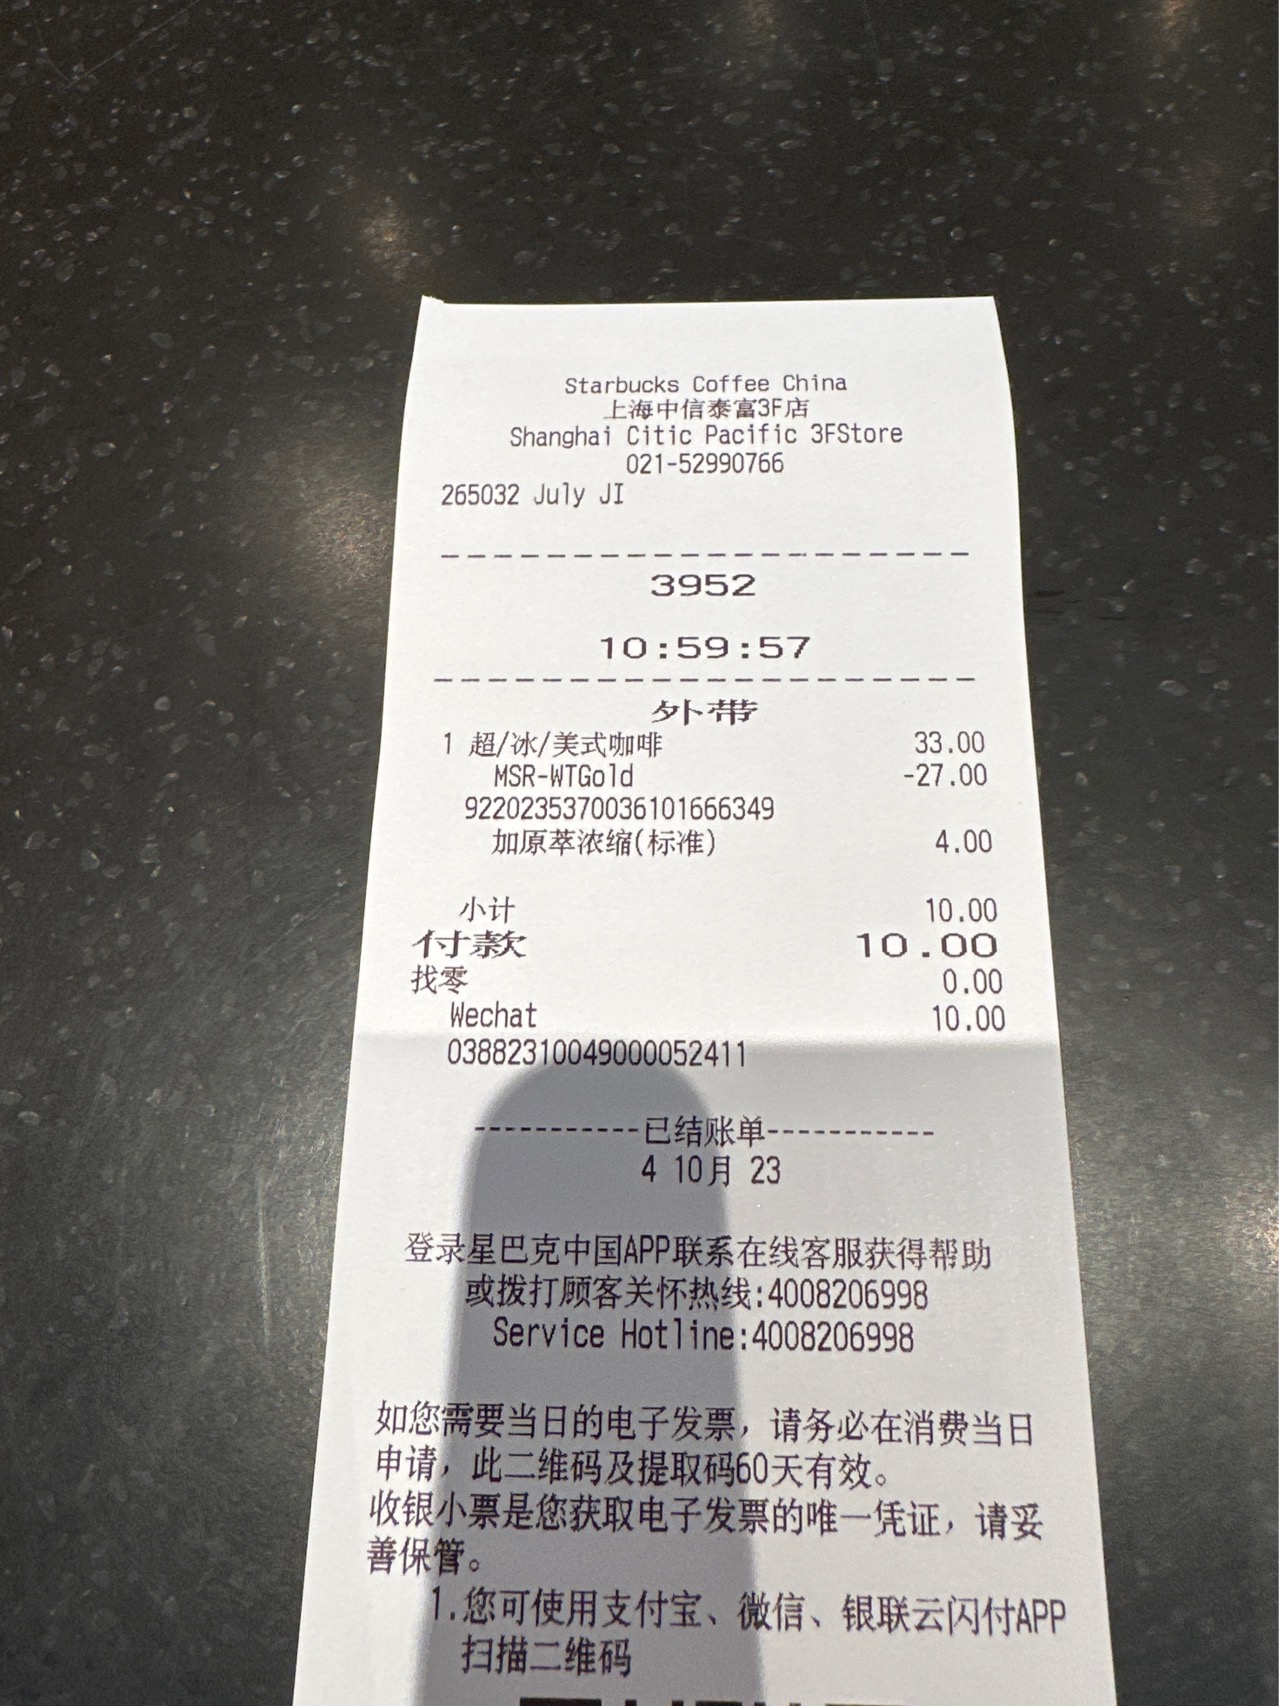 Starbucks Coffee China
上海中信泰富3F店
Shanghai Citic Pacific 3FStore
021-52990766
265032 July JI
--------------------
3952
10:59:57
--------------------
外带
1 超/冰/美式咖啡 33.00
MSR-WTGold -27.00
9220235370036101666349
加原萃浓缩(标准) 4.00
小计 10.00
付款 10.00
找零 0.00
Wechat 10.00
03882310049000052411
-----------已结账单-----------
4 10月 23
登录星巴克中国APP联系在线客服获得帮助
或拨打顾客关怀热线:4008206998
Service Hotline:4008206998
如您需要当日的电子发票，请务必在消费当日
申请，此二维码及提取码60天有效。
收银小票是您获取电子发票的唯一凭证，请妥
善保管。
1.您可使用支付宝、微信、银联云闪付APP
扫描二维码